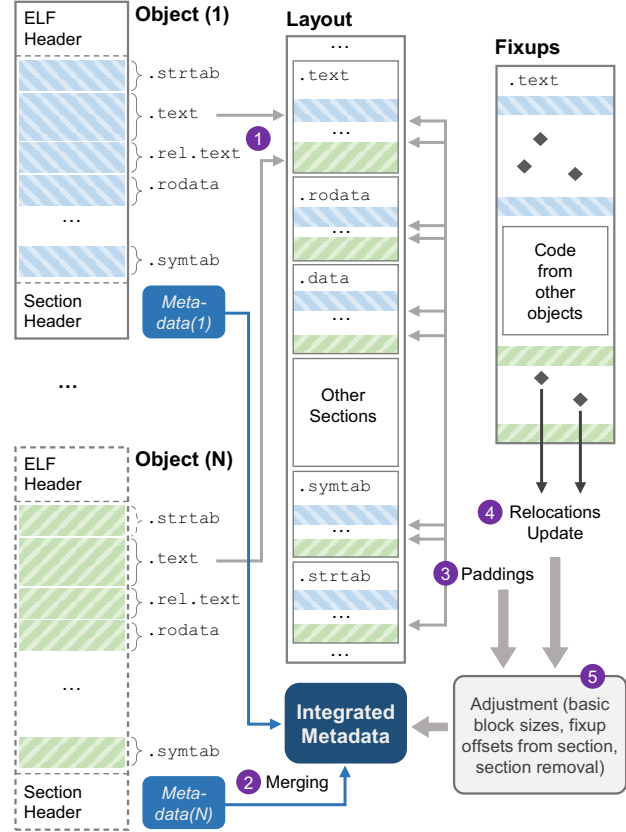 Object (1)
ELF
Header
.strtab
.text
.rel.text
.rodata
...
.symtab
Section
Header
Meta-
data(1)
...
Object (N)
ELF
Header
.strtab
.text
.rel.text
.rodata
...
.symtab
Section
Header
Meta-
data(N)
1
2 Merging
Layout
...
.text
...
.rodata
...
.data
...
Other
Sections
.symtab
...
.strtab
...
...
Integrated
Metadata
Fixups
.text
Code
from
other
objects
4 Relocations
Update
3 Paddings
5
Adjustment (basic
block sizes, fixup
offsets from section,
section removal)